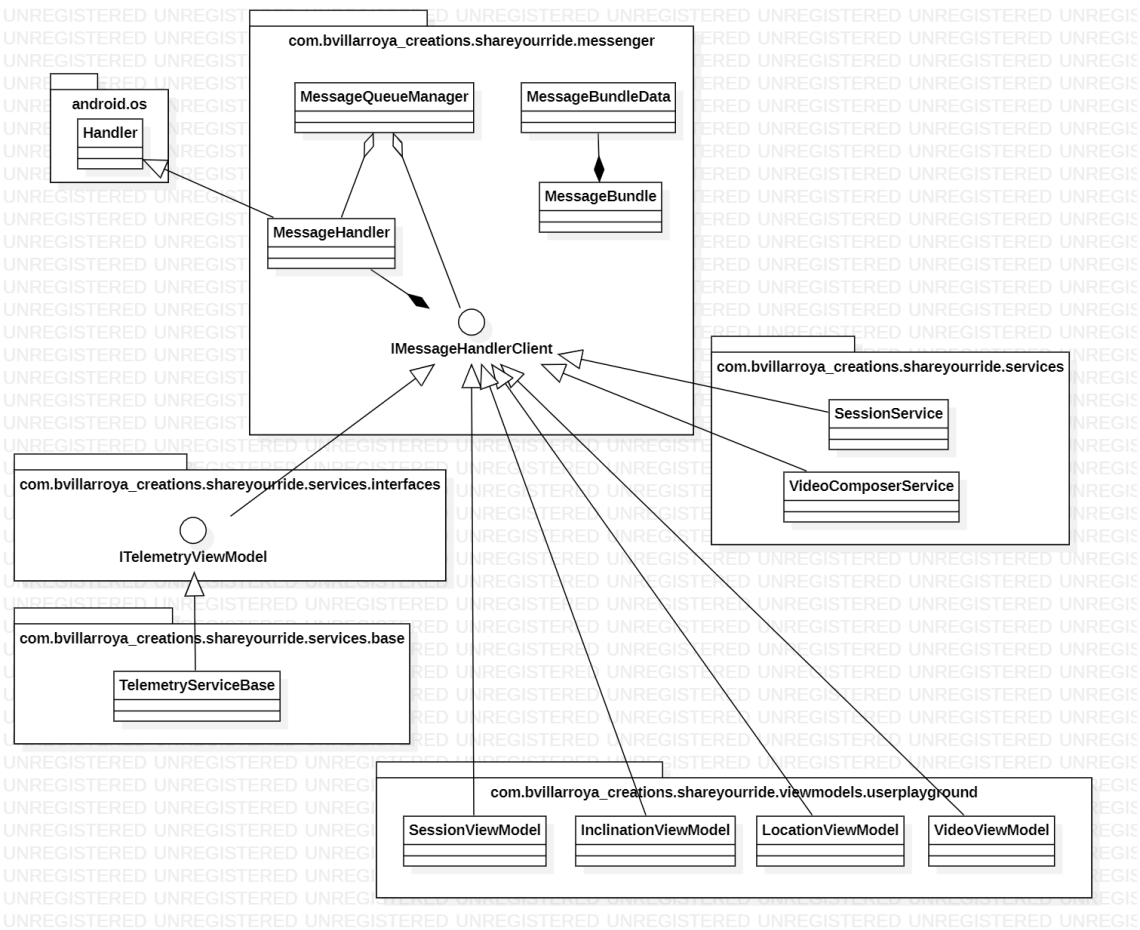 com.bvillarroya_creations.shareyourride.messenger
MessageQueueManager
MessageBundleData
android.os
Handler
MessageBundle
MessageHandler
IMessageHandlerClient
com.bvillarroya_creations.shareyourride.services
SessionService
VideoComposerService
com.bvillarroya_creations.shareyourride.services.interfaces
ITelemetryViewModel
com.bvillarroya_creations.shareyourride.services.base
TelemetryServiceBase
com.bvillarroya_creations.shareyourride.viewmodels.userplayground
SessionViewModel
InclinationViewModel
LocationViewModel
VideoViewModel
UNREGISTERED